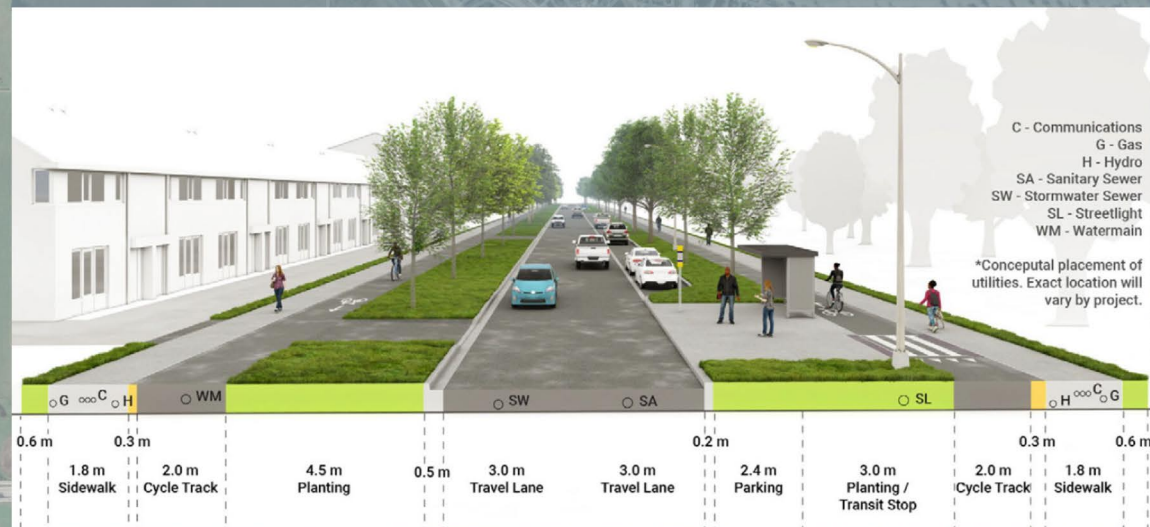 C - Communications
G - Gas
H - Hydro
SA - Sanitary Sewer
SW - Stormwater Sewer
SL - Streetlight
WM - Watermain
*Conceputal placement of
utilities. Exact location will
vary by project.
G C H WM SW SA SL H C G
0.6 m 0.3 m 0.2 m 0.3 m 0.6 m
1.8 m 2.0 m 4.5 m 0.5 m 3.0 m 3.0 m 2.4 m 3.0 m 2.0 m 1.8 m
Sidewalk Cycle Track Planting Travel Lane Travel Lane Parking Planting / Cycle Track Sidewalk
Transit Stop